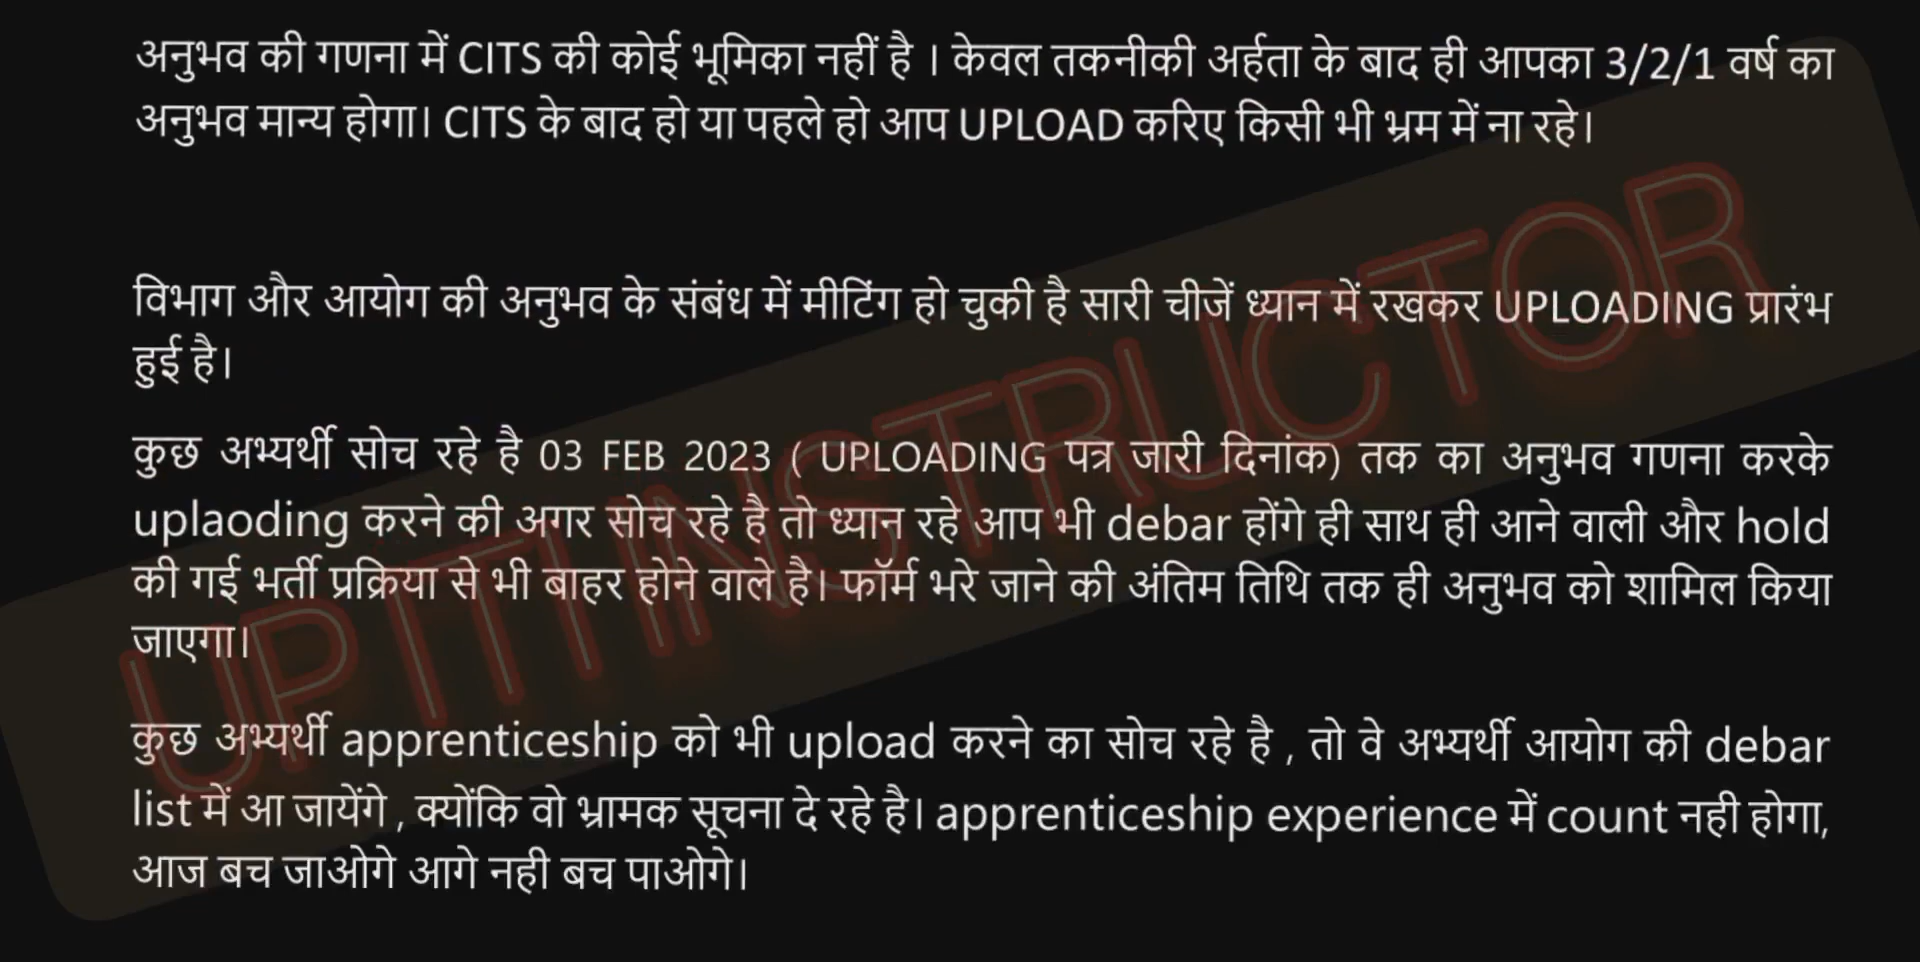 अनुभव की गणना में CITS की कोई भूमिका नहीं है । केवल तकनीकी अर्हता के बाद ही आपका 3/2/1 वर्ष का
अनुभव मान्य होगा। CITS के बाद हो या पहले हो आप UPLOAD करिए किसी भी भ्रम में ना रहे।
विभाग और आयोग की अनुभव के संबंध में मीटिंग हो चुकी है सारी चीजें ध्यान में रखकर UPLOADING प्रारंभ
हुई है।
कुछ अभ्यर्थी सोच रहे है 03 FEB 2023 ( UPLOADING पत्र जारी दिनांक) तक का अनुभव गणना करके
uplaoding करने की अगर सोच रहे है तो ध्यान रहे आप भी debar होंगे ही साथ ही आने वाली और hold
की गई भर्ती प्रक्रिया से भी बाहर होने वाले है। फॉर्म भरे जाने की अंतिम तिथि तक ही अनुभव को शामिल किया
जाएगा।
कुछ अभ्यर्थी apprenticeship को भी upload करने का सोच रहे है , तो वे अभ्यर्थी आयोग की debar
list में आ जायेंगे , क्योंकि वो भ्रामक सूचना दे रहे है। apprenticeship experience में count नही होगा,
आज बच जाओगे आगे नही बच पाओगे।
UP ITI INSTRUCTOR